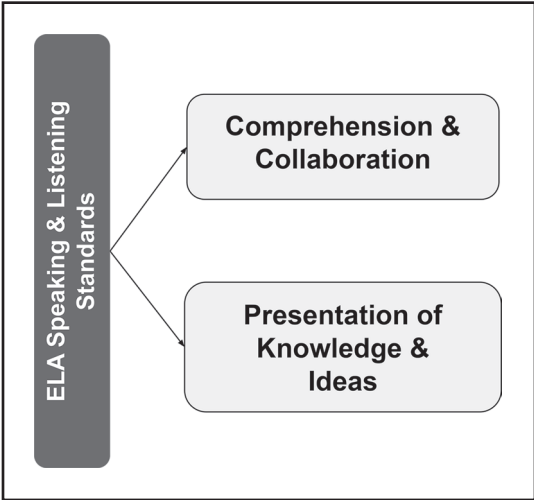 ELA Speaking & Listening
Standards
Comprehension &
Collaboration
Presentation of
Knowledge &
Ideas